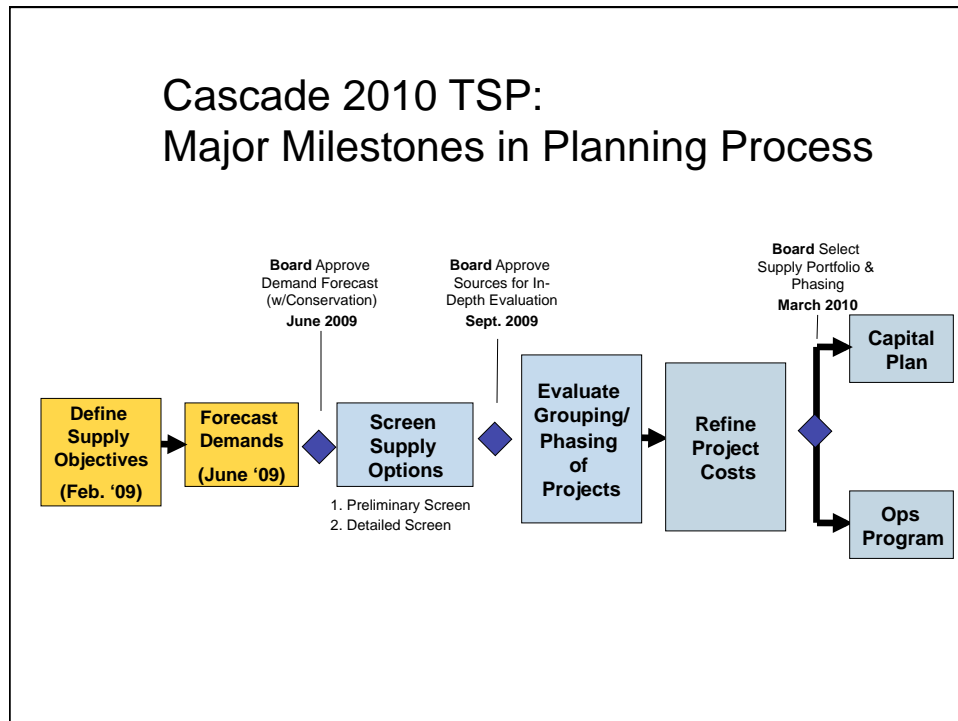 Cascade 2010 TSP:
Major Milestones in Planning Process
Board Approve
Demand Forecast
(w/Conservation)
June 2009
Board Approve
Sources for In-
Depth Evaluation
Sept. 2009
Board Select
Supply Portfolio &
Phasing
March 2010
Define
Supply
Objectives
(Feb. ‘09)
Forecast
Demands
(June ‘09)
Screen
Supply
Options
1. Preliminary Screen
2. Detailed Screen
Evaluate
Grouping/
Phasing
of
Projects
Refine
Project
Costs
Capital
Plan
Ops
Program